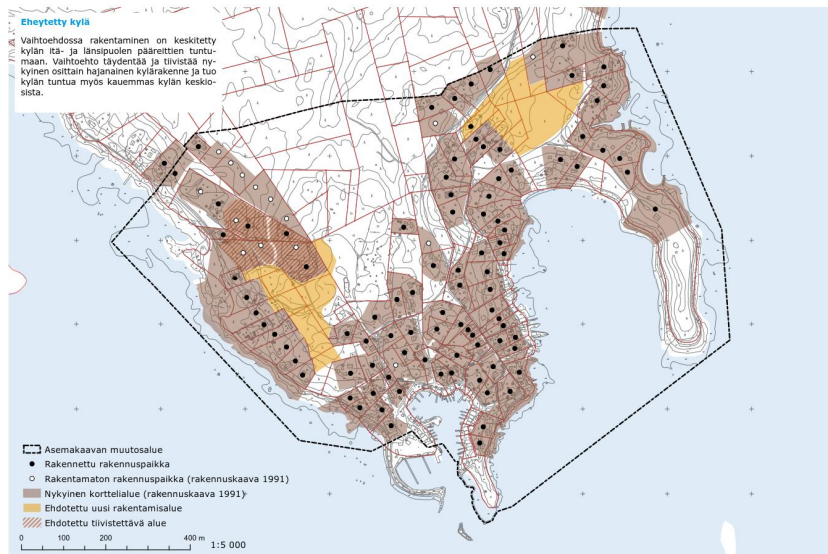 Eheytetty kylä
Vaihtoehdossa rakentaminen on keskitetty
kylän itä- ja länsipuolen pääreittien tuntu-
maan. Vaihtoehto täydentää ja tiivistää ny-
kyinen osittain hajanainen kylärakenne ja tuo
kylän tuntua myös kauemmas kylän keskio-
sista.
Asemakaavan muutosalue
Rakennettu rakennuspaikka
Rakentamaton rakennuspaikka (rakennuskaava 1991)
Nykyinen korttelialue (rakennuskaava 1991)
Ehdotettu uusi rakentamisalue
Ehdotettu tiivistettävä alue
0 100 200 400 m
1:5 000